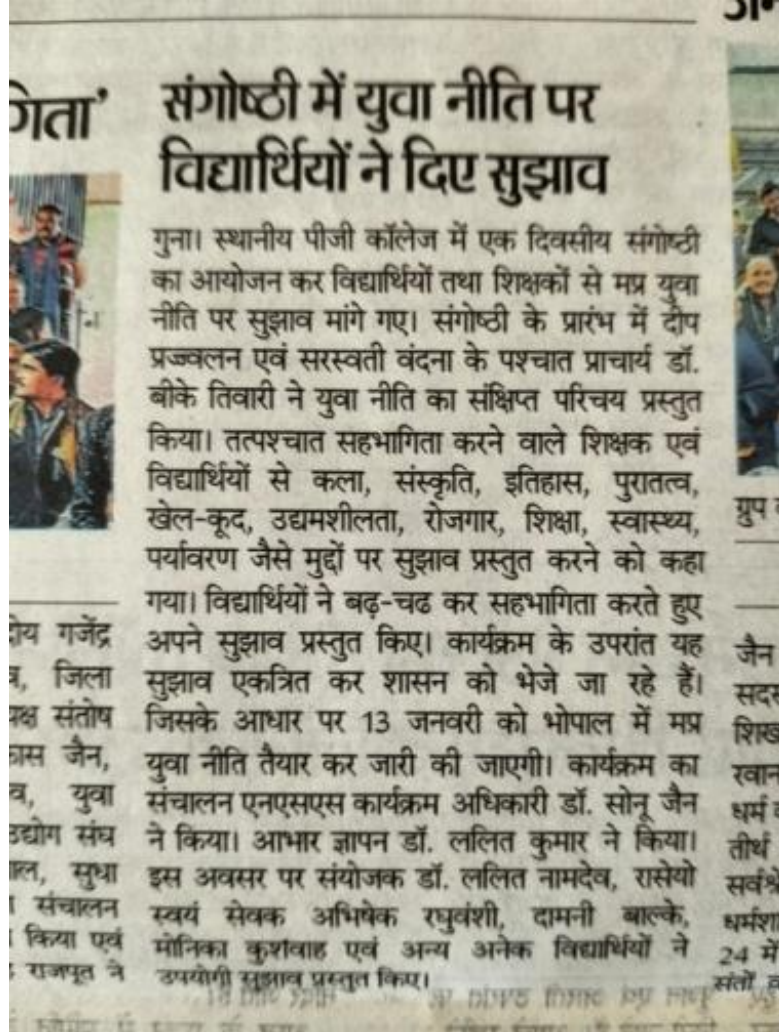 संगोष्ठी में युवा नीति पर
विद्यार्थियों ने दिए सुझाव
गुना। स्थानीय पीजी कॉलेज में एक दिवसीय संगोष्ठी
का आयोजन कर विद्यार्थियों तथा शिक्षकों से मप्र युवा
नीति पर सुझाव मांगे गए। संगोष्ठी के प्रारंभ में दीप
प्रज्ज्वलन एवं सरस्वती वंदना के पश्चात प्राचार्य डॉ.
बीके तिवारी ने युवा नीति का संक्षिप्त परिचय प्रस्तुत
किया। तत्पश्चात सहभागिता करने वाले शिक्षक एवं
विद्यार्थियों से कला, संस्कृति, इतिहास, पुरातत्व,
खेल-कूद, उद्यमशीलता, रोजगार, शिक्षा, स्वास्थ्य,
पर्यावरण जैसे मुद्दों पर सुझाव प्रस्तुत करने को कहा
गया। विद्यार्थियों ने बढ़-चढ कर सहभागिता करते हुए
अपने सुझाव प्रस्तुत किए। कार्यक्रम के उपरांत यह
सुझाव एकत्रित कर शासन को भेजे जा रहे हैं।
जिसके आधार पर 13 जनवरी को भोपाल में मप्र
युवा नीति तैयार कर जारी की जाएगी। कार्यक्रम का
संचालन एनएसएस कार्यक्रम अधिकारी डॉ. सोनू जैन
ने किया। आभार ज्ञापन डॉ. ललित कुमार ने किया।
इस अवसर पर संयोजक डॉ. ललित नामदेव, रासेयो
स्वयं सेवक अभिषेक रघुवंशी, दामनी बाल्के,
मोनिका कुशवाह एवं अन्य अनेक विद्यार्थियों ने
उपयोगी सुझाव प्रस्तुत किए।
गजेंद्र
जिला
संतोष
जैन,
युवा
उद्योग संघ
सुधा
संचालन
किया एवं
राजपूत ने
ग्रुप
जैन
धर्म
तीर्थ
24 में